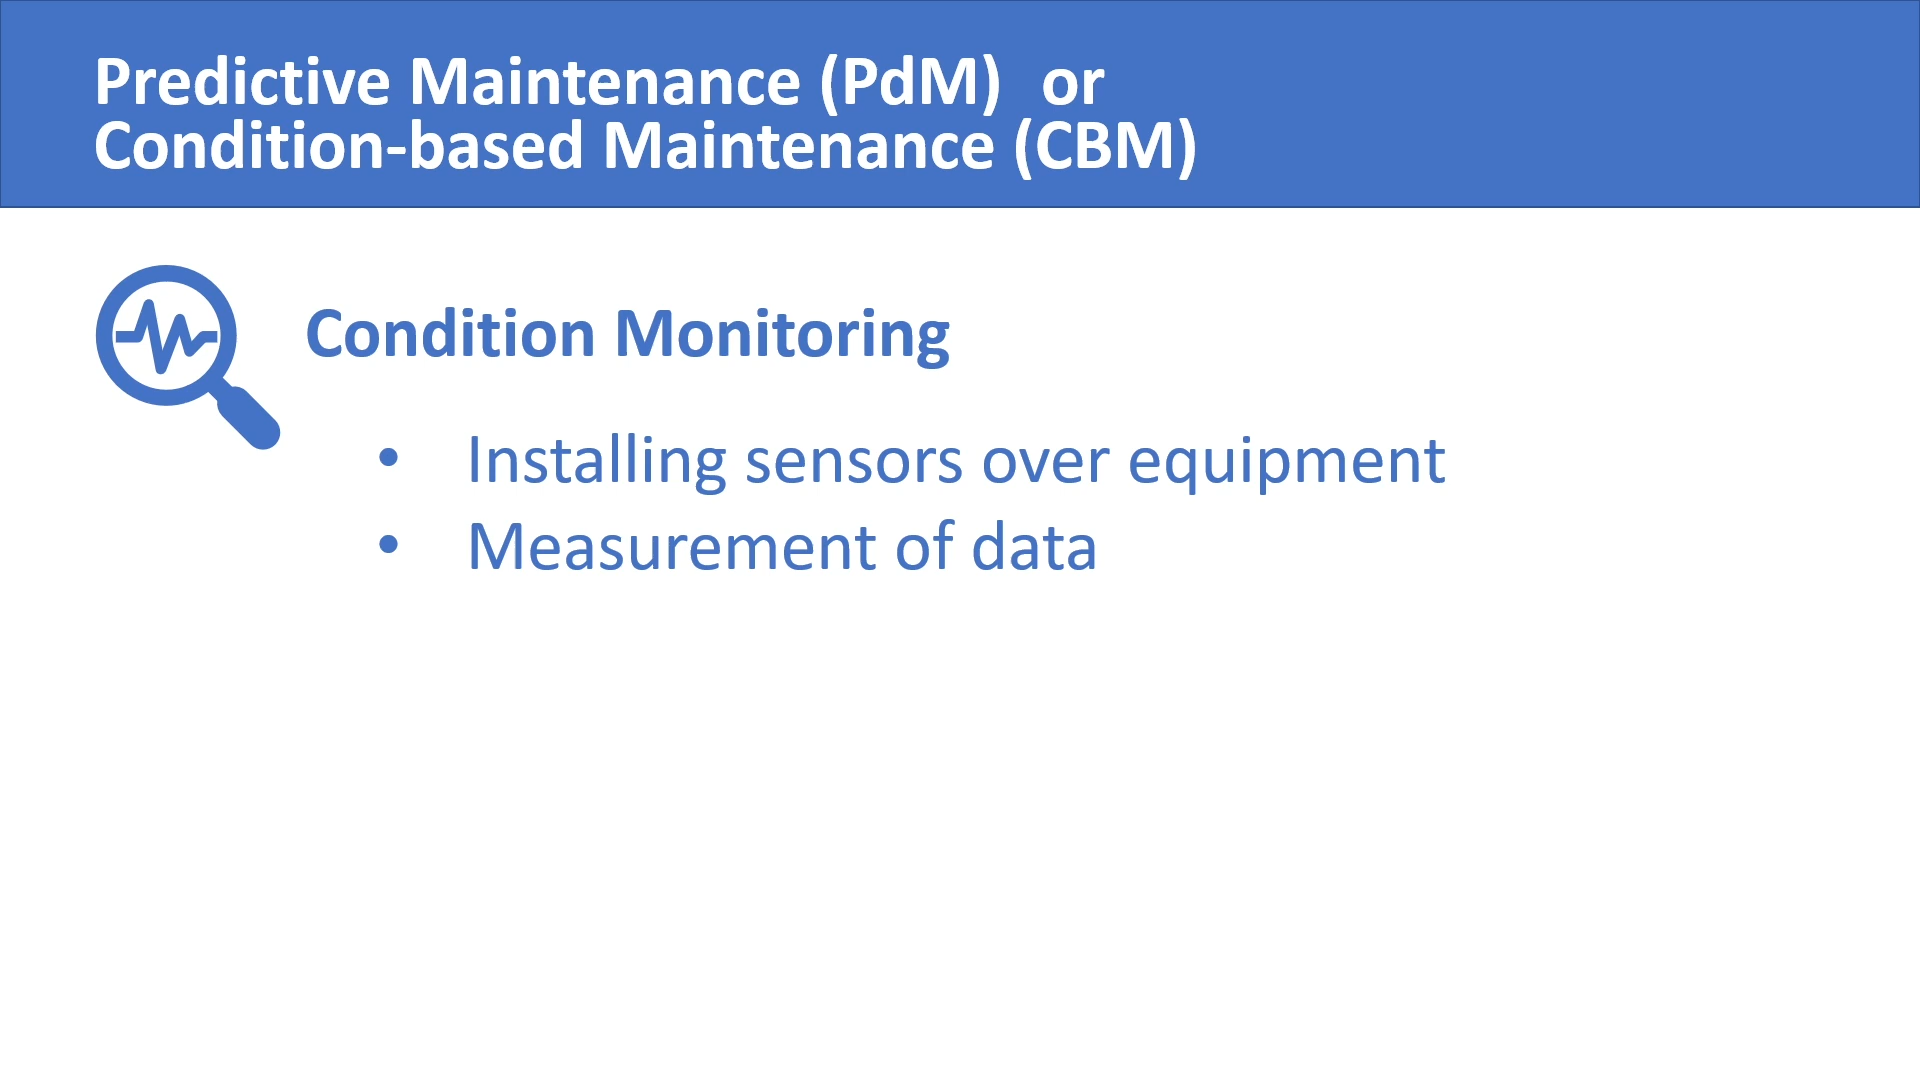 Predictive Maintenance (PdM)  or
Condition-based Maintenance (CBM)
Condition Monitoring
• Installing sensors over equipment
• Measurement of data